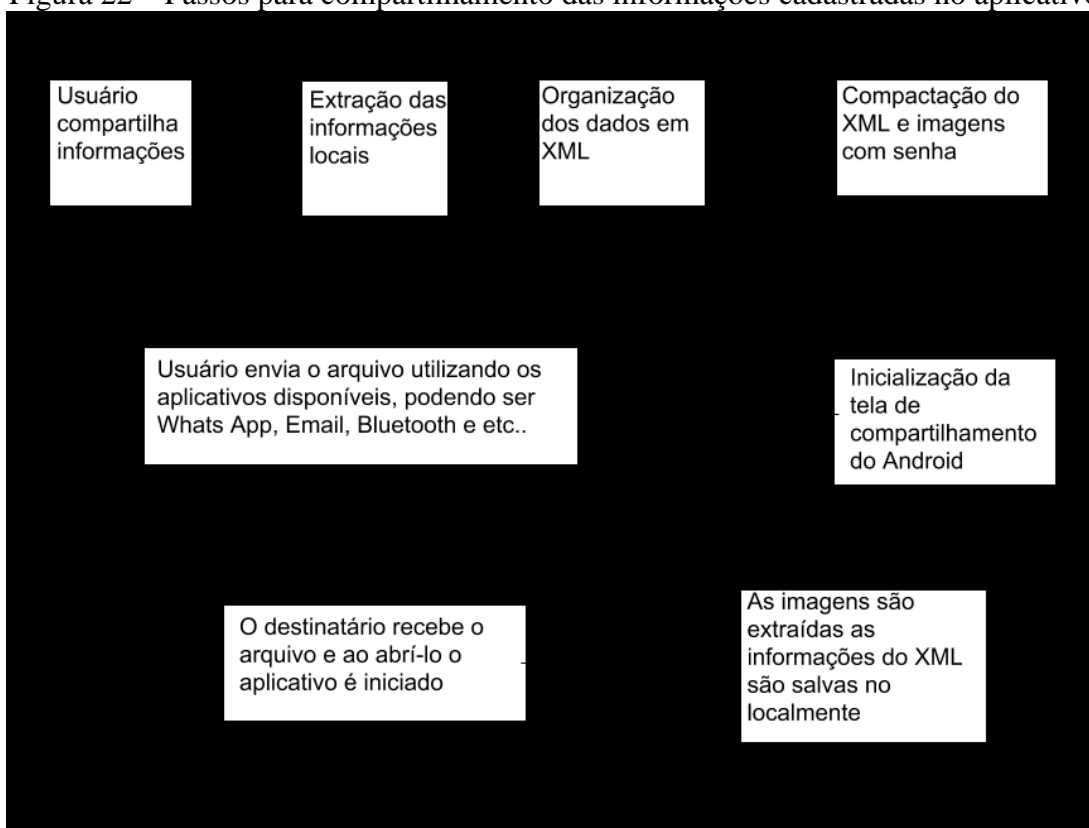 Figura 22 – Passos para compartilhamento das informações cadastradas no aplicativo
Usuário
compartilha
informações
Extração das
informações
locais
Organização
dos dados em
XML
Compactação do
XML e imagens
com senha
Usuário envia o arquivo utilizando os
aplicativos disponíveis, podendo ser
Whats App, Email, Bluetooth e etc..
Inicialização da
tela de
compartilhamento
do Android
O destinatário recebe o
arquivo e ao abrí-lo o
aplicativo é iniciado
As imagens são
extraídas as
informações do XML
são salvas no
localmente